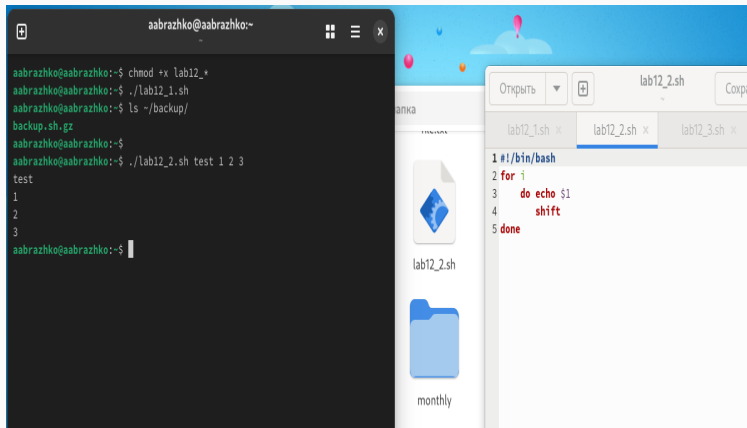 aabrazhko@aabrazhko:~
aabrazhko@aabrazhko:~$ chmod +x lab12_*
aabrazhko@aabrazhko:~$ ./lab12_1.sh
aabrazhko@aabrazhko:~$ ls ~/backup/
backup.sh.gz
aabrazhko@aabrazhko:~$
aabrazhko@aabrazhko:~$ ./lab12_2.sh test 1 2 3
test
1
2
3
aabrazhko@aabrazhko:~$
lab12_2.sh
monthly
Открыть
lab12_2.sh
~
Сохра
lab12_1.sh × lab12_2.sh × lab12_3.sh ×
1 #!/bin/bash
2 for i
3 do echo $1
4 shift
5 done